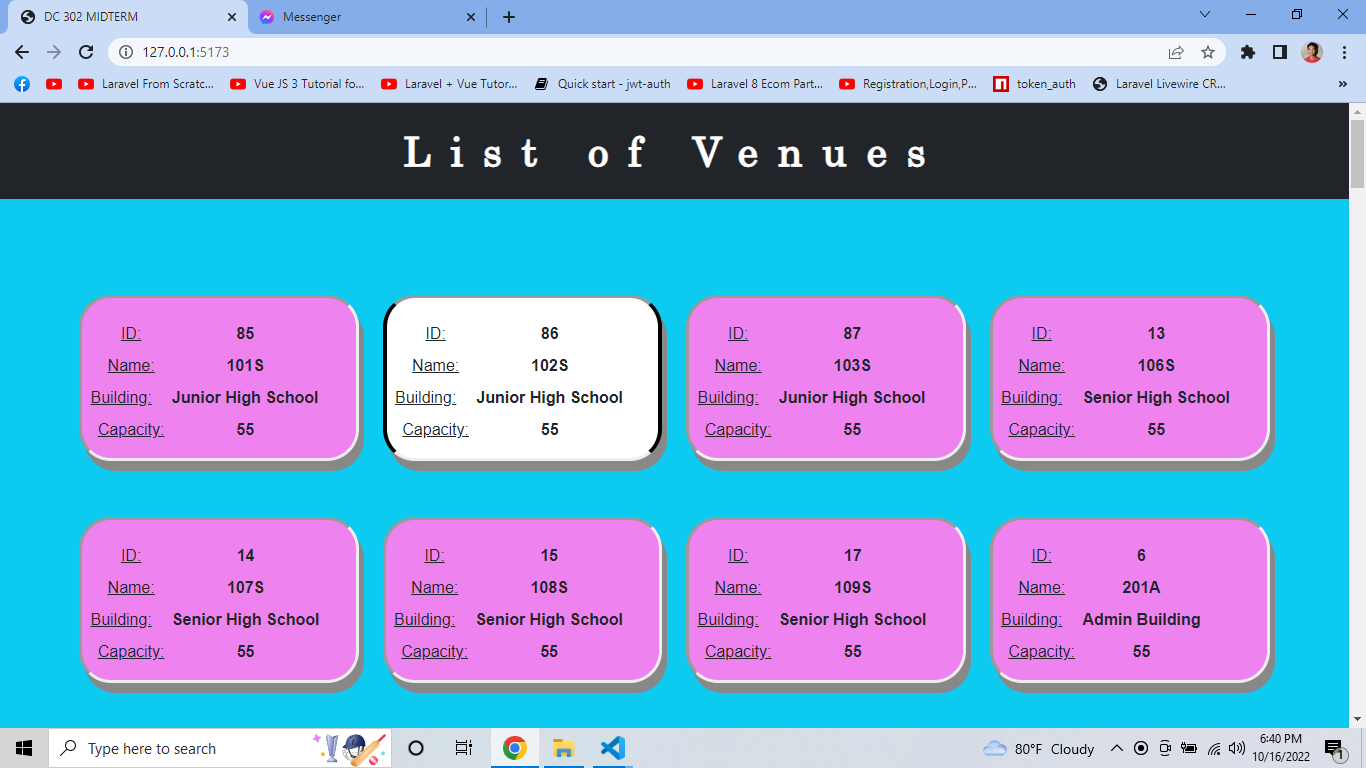 DC 302 MIDTERM
Messenger
127.0.0.1:5173
Laravel From Scratc...
Vue JS 3 Tutorial fo...
Laravel + Vue Tutor...
Quick start - jwt-auth
Laravel 8 Ecom Part...
Registration,Login,P...
token_auth
Laravel Livewire CR...
List of Venues
ID: 85
Name: 101S
Building: Junior High School
Capacity: 55
ID: 86
Name: 102S
Building: Junior High School
Capacity: 55
ID: 87
Name: 103S
Building: Junior High School
Capacity: 55
ID: 13
Name: 106S
Building: Senior High School
Capacity: 55
ID: 14
Name: 107S
Building: Senior High School
Capacity: 55
ID: 15
Name: 108S
Building: Senior High School
Capacity: 55
ID: 17
Name: 109S
Building: Senior High School
Capacity: 55
ID: 6
Name: 201A
Building: Admin Building
Capacity: 55
Type here to search
80°F Cloudy
6:40 PM
10/16/2022
1